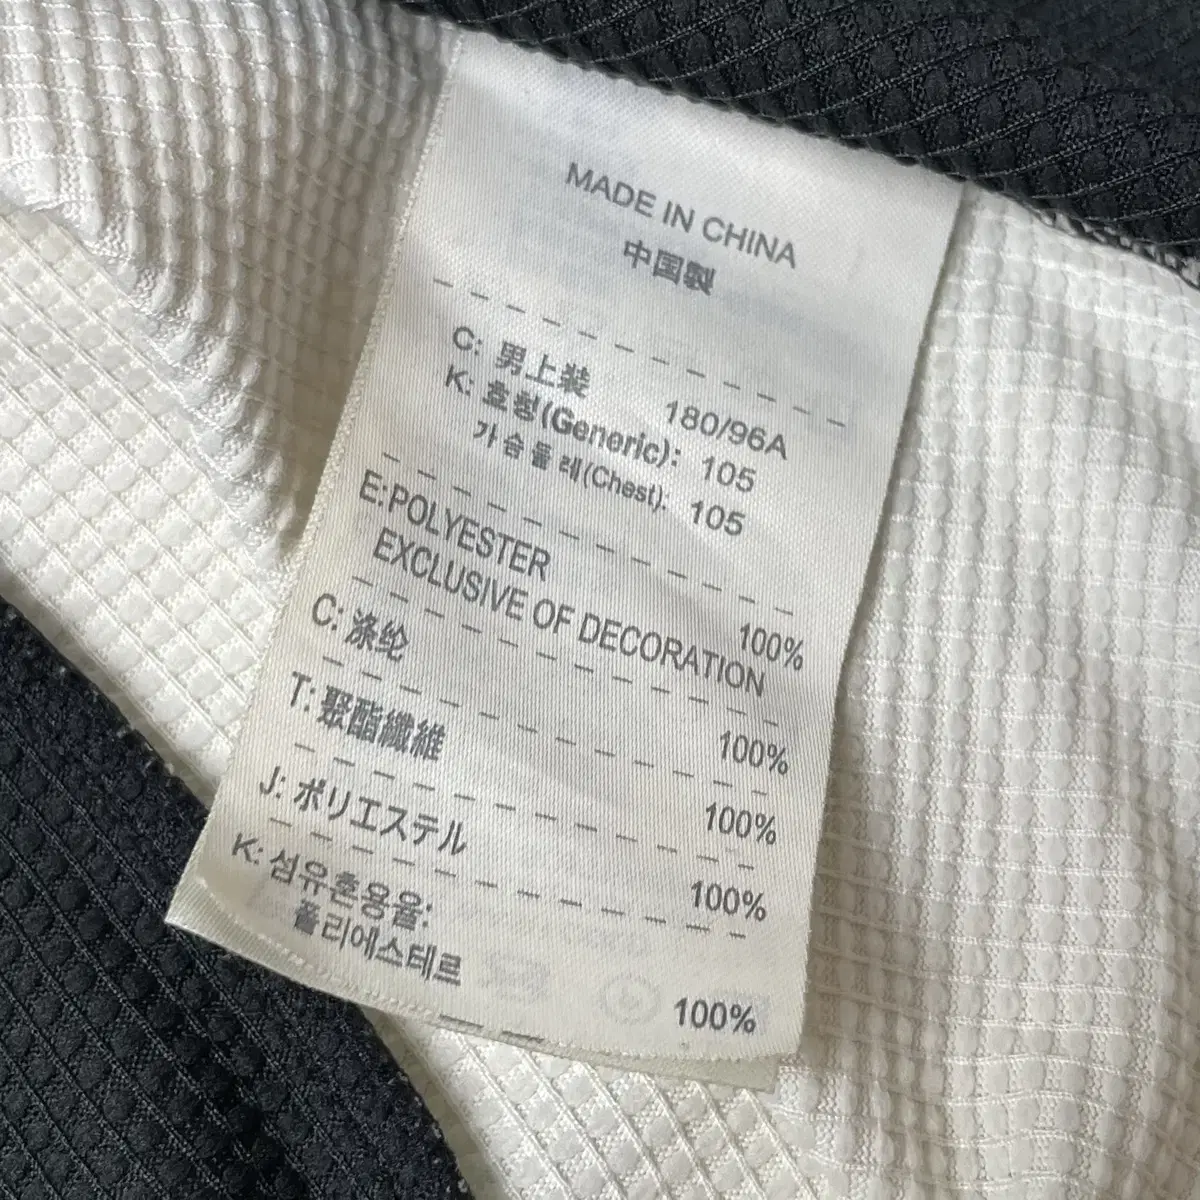 MADE IN CHINA
中国製
C: 男上裝 180/96A
K: 호칭(Generic): 105
가슴둘레(Chest): 105
E:POLYESTER 100%
EXCLUSIVE OF DECORATION
C: 涤纶 100%
T: 聚酯纖維 100%
J: ポリエステル 100%
K: 섬유혼용율:
폴리에스테르 100%